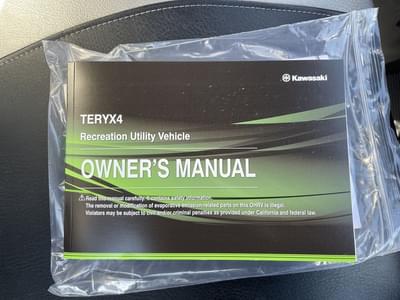 Kawasaki
TERYX4
Recreation Utility Vehicle
OWNER'S MANUAL
Read this manual carefully. It contains safety information.
The removal or modification of evaporative emission-related parts on this OHRV is illegal.
Violators may be subject to civil and/or criminal penalties as provided under California and federal law.